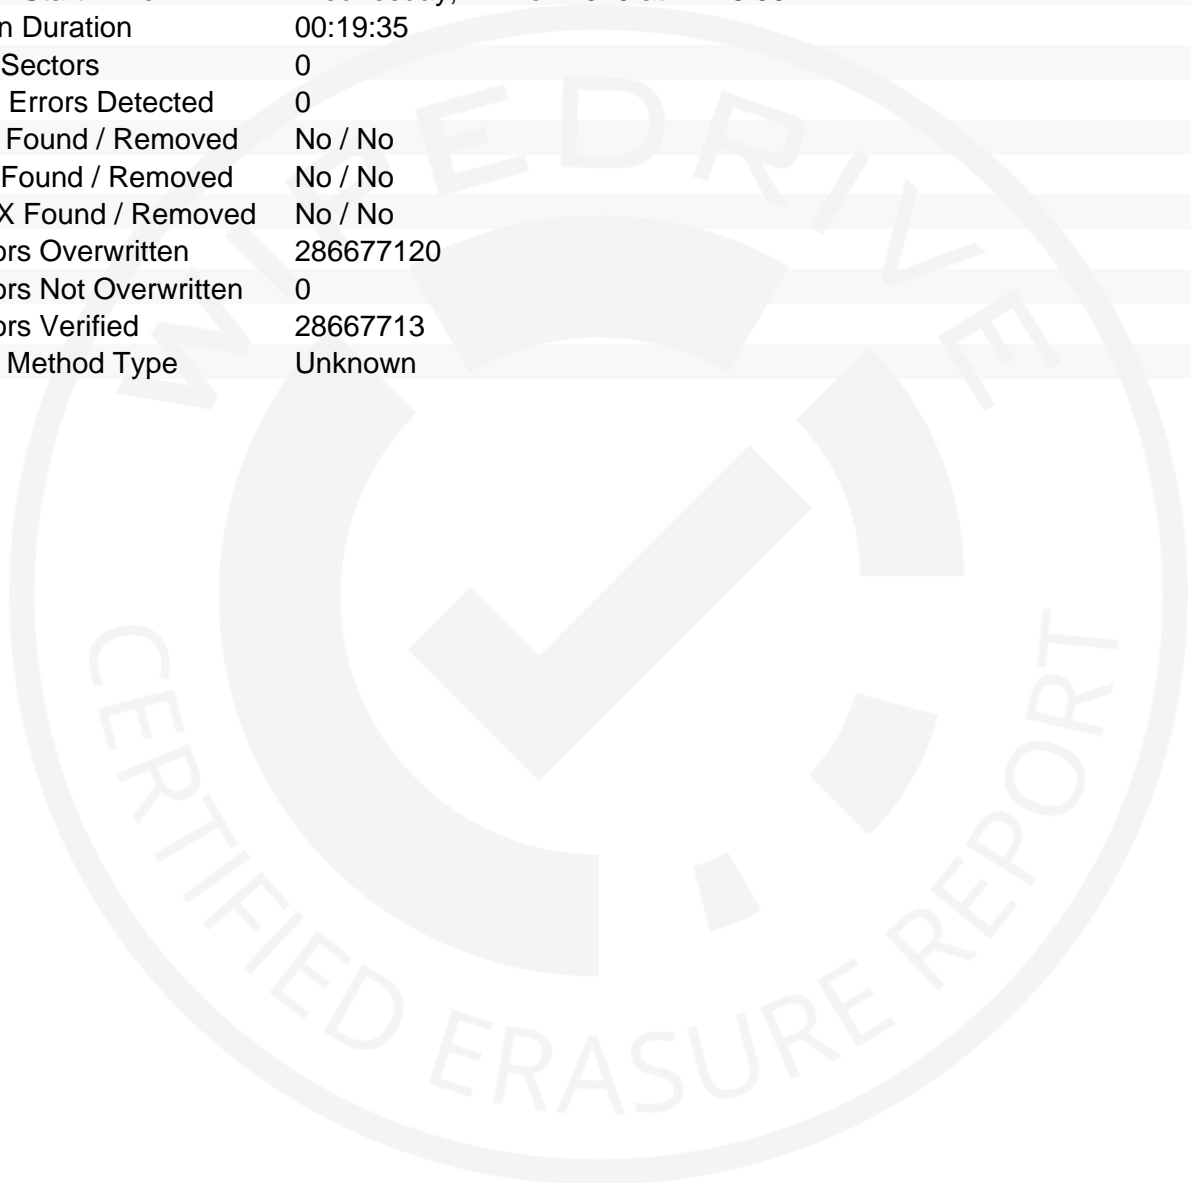 n Duration 00:19:35
Sectors 0
Errors Detected 0
Found / Removed No / No
Found / Removed No / No
X Found / Removed No / No
ors Overwritten 286677120
ors Not Overwritten 0
ors Verified 28667713
Method Type Unknown
WIPEDRIVE
CERTIFIED ERASURE REPORT